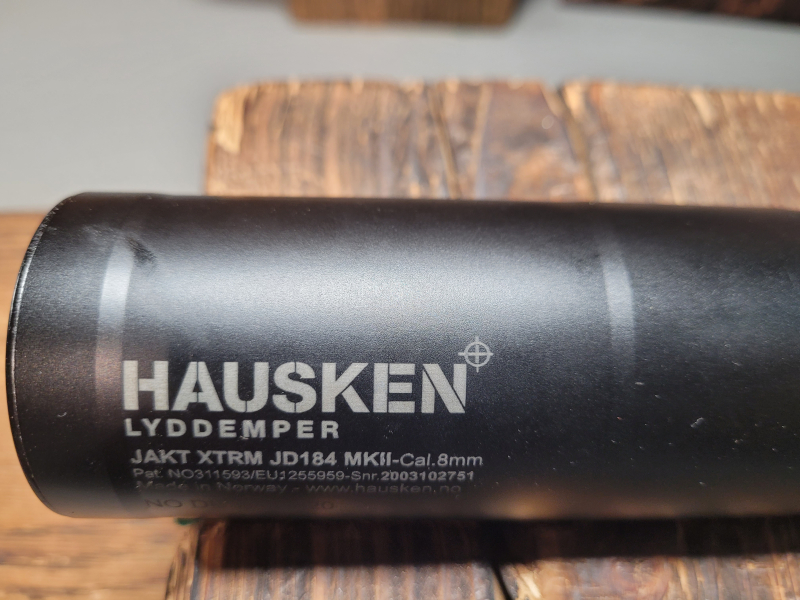 HAUSKEN
LYDDEMPER
JAKT XTRM JD184 MKII-Cal.8mm
Pat. NO311593/EU1255959-Snr.2003102751
Made in Norway - www.hausken.no
NO